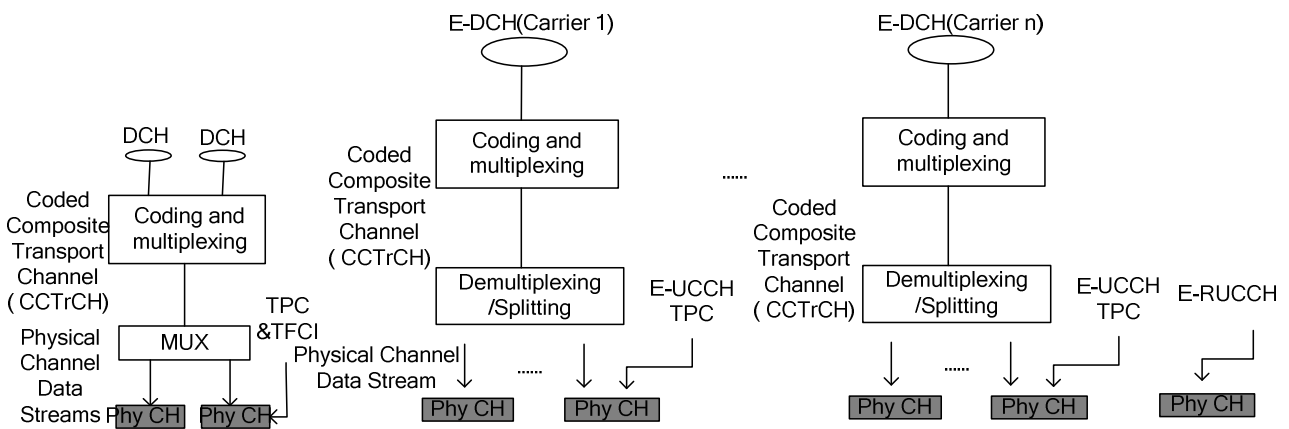 E-DCH(Carrier 1)
E-DCH(Carrier n)
DCH
DCH
Coded
Composite
Transport
Channel
( CCTrCH)
Coding and
multiplexing
MUX
TPC
&TFCI
Physical
Channel
Data
Streams
Phy CH
Phy CH
Coded
Composite
Transport
Channel
( CCTrCH)
Coding and
multiplexing
Demultiplexing
/Splitting
E-UCCH
TPC
Physical Channel
Data Stream
......
Phy CH
Phy CH
......
Coded
Composite
Transport
Channel
( CCTrCH)
Coding and
multiplexing
Demultiplexing
/Splitting
E-UCCH
TPC
E-RUCCH
......
Phy CH
Phy CH
Phy CH